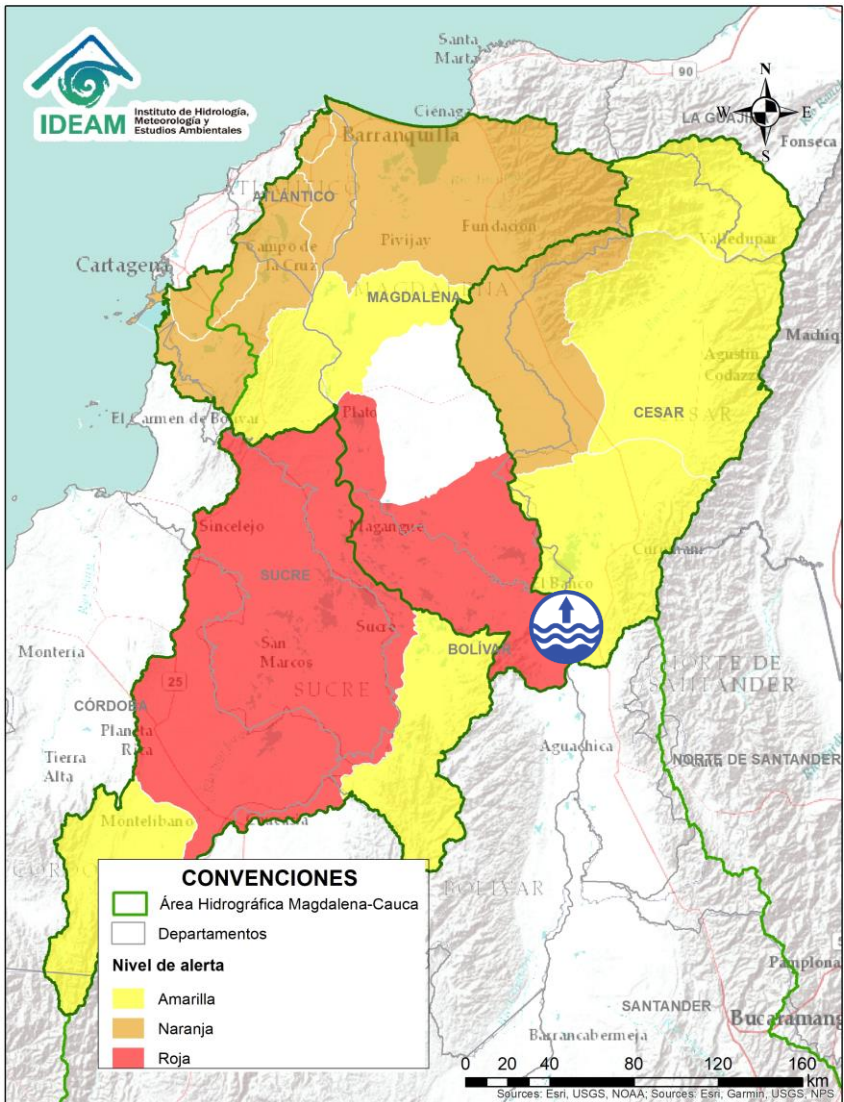 IDEAM
Instituto de Hidrología,
Meteorología y
Estudios Ambientales
Santa
Marta
90
N
W
E
S
LA GUAJIRA
Fonseca
Ciénaga
Barranquilla
ATLÁNTICO
Valledupar
Campo de
la Cruz
Pivijay
Fundación
Cartagena
MAGDALENA
Machiq
Agustín
Codazzi
El Carmen de Bolívar
Plato
CESAR
Sincelejo
Magangué
Curumaní
SUCRE
El Banco
Sucre
Montería
San
Marcos
BOLÍVAR
NORTE DE
SANTANDER
25
SUCRE
CÓRDOBA
Planeta
Rica
Tierra
Alta
Aguachica
NORTE DE SANTANDER
Montelíbano
Caucasia
BOLÍVAR
CONVENCIONES
Área Hidrográfica Magdalena-Cauca
Departamentos
Nivel de alerta
Amarilla
Naranja
Roja
Pamplona
SANTANDER
Bucaramang
Barrancabermeja
0 20 40 80 120 160
km
Sources: Esri, USGS, NOAA; Sources: Esri, Garmin, USGS, NPS